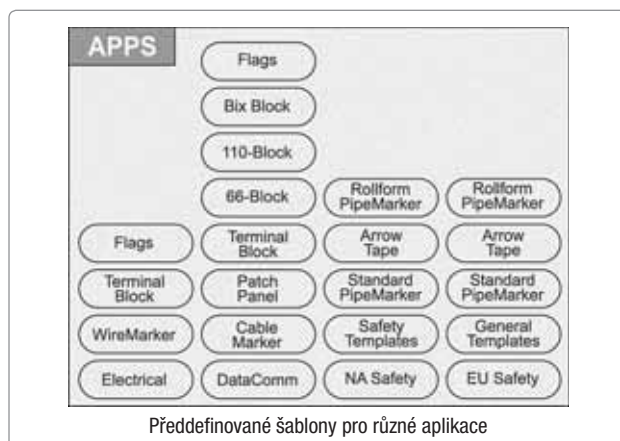 APPS
Flags
Bix Block
110-Block
66-Block
Rollform
PipeMarker
Rollform
PipeMarker
Flags
Terminal
Block
Arrow
Tape
Arrow
Tape
Terminal
Block
Patch
Panel
Standard
PipeMarker
Standard
PipeMarker
WireMarker
Cable
Marker
Safety
Templates
General
Templates
Electrical
DataComm
NA Safety
EU Safety
Předdefinované šablony pro různé aplikace